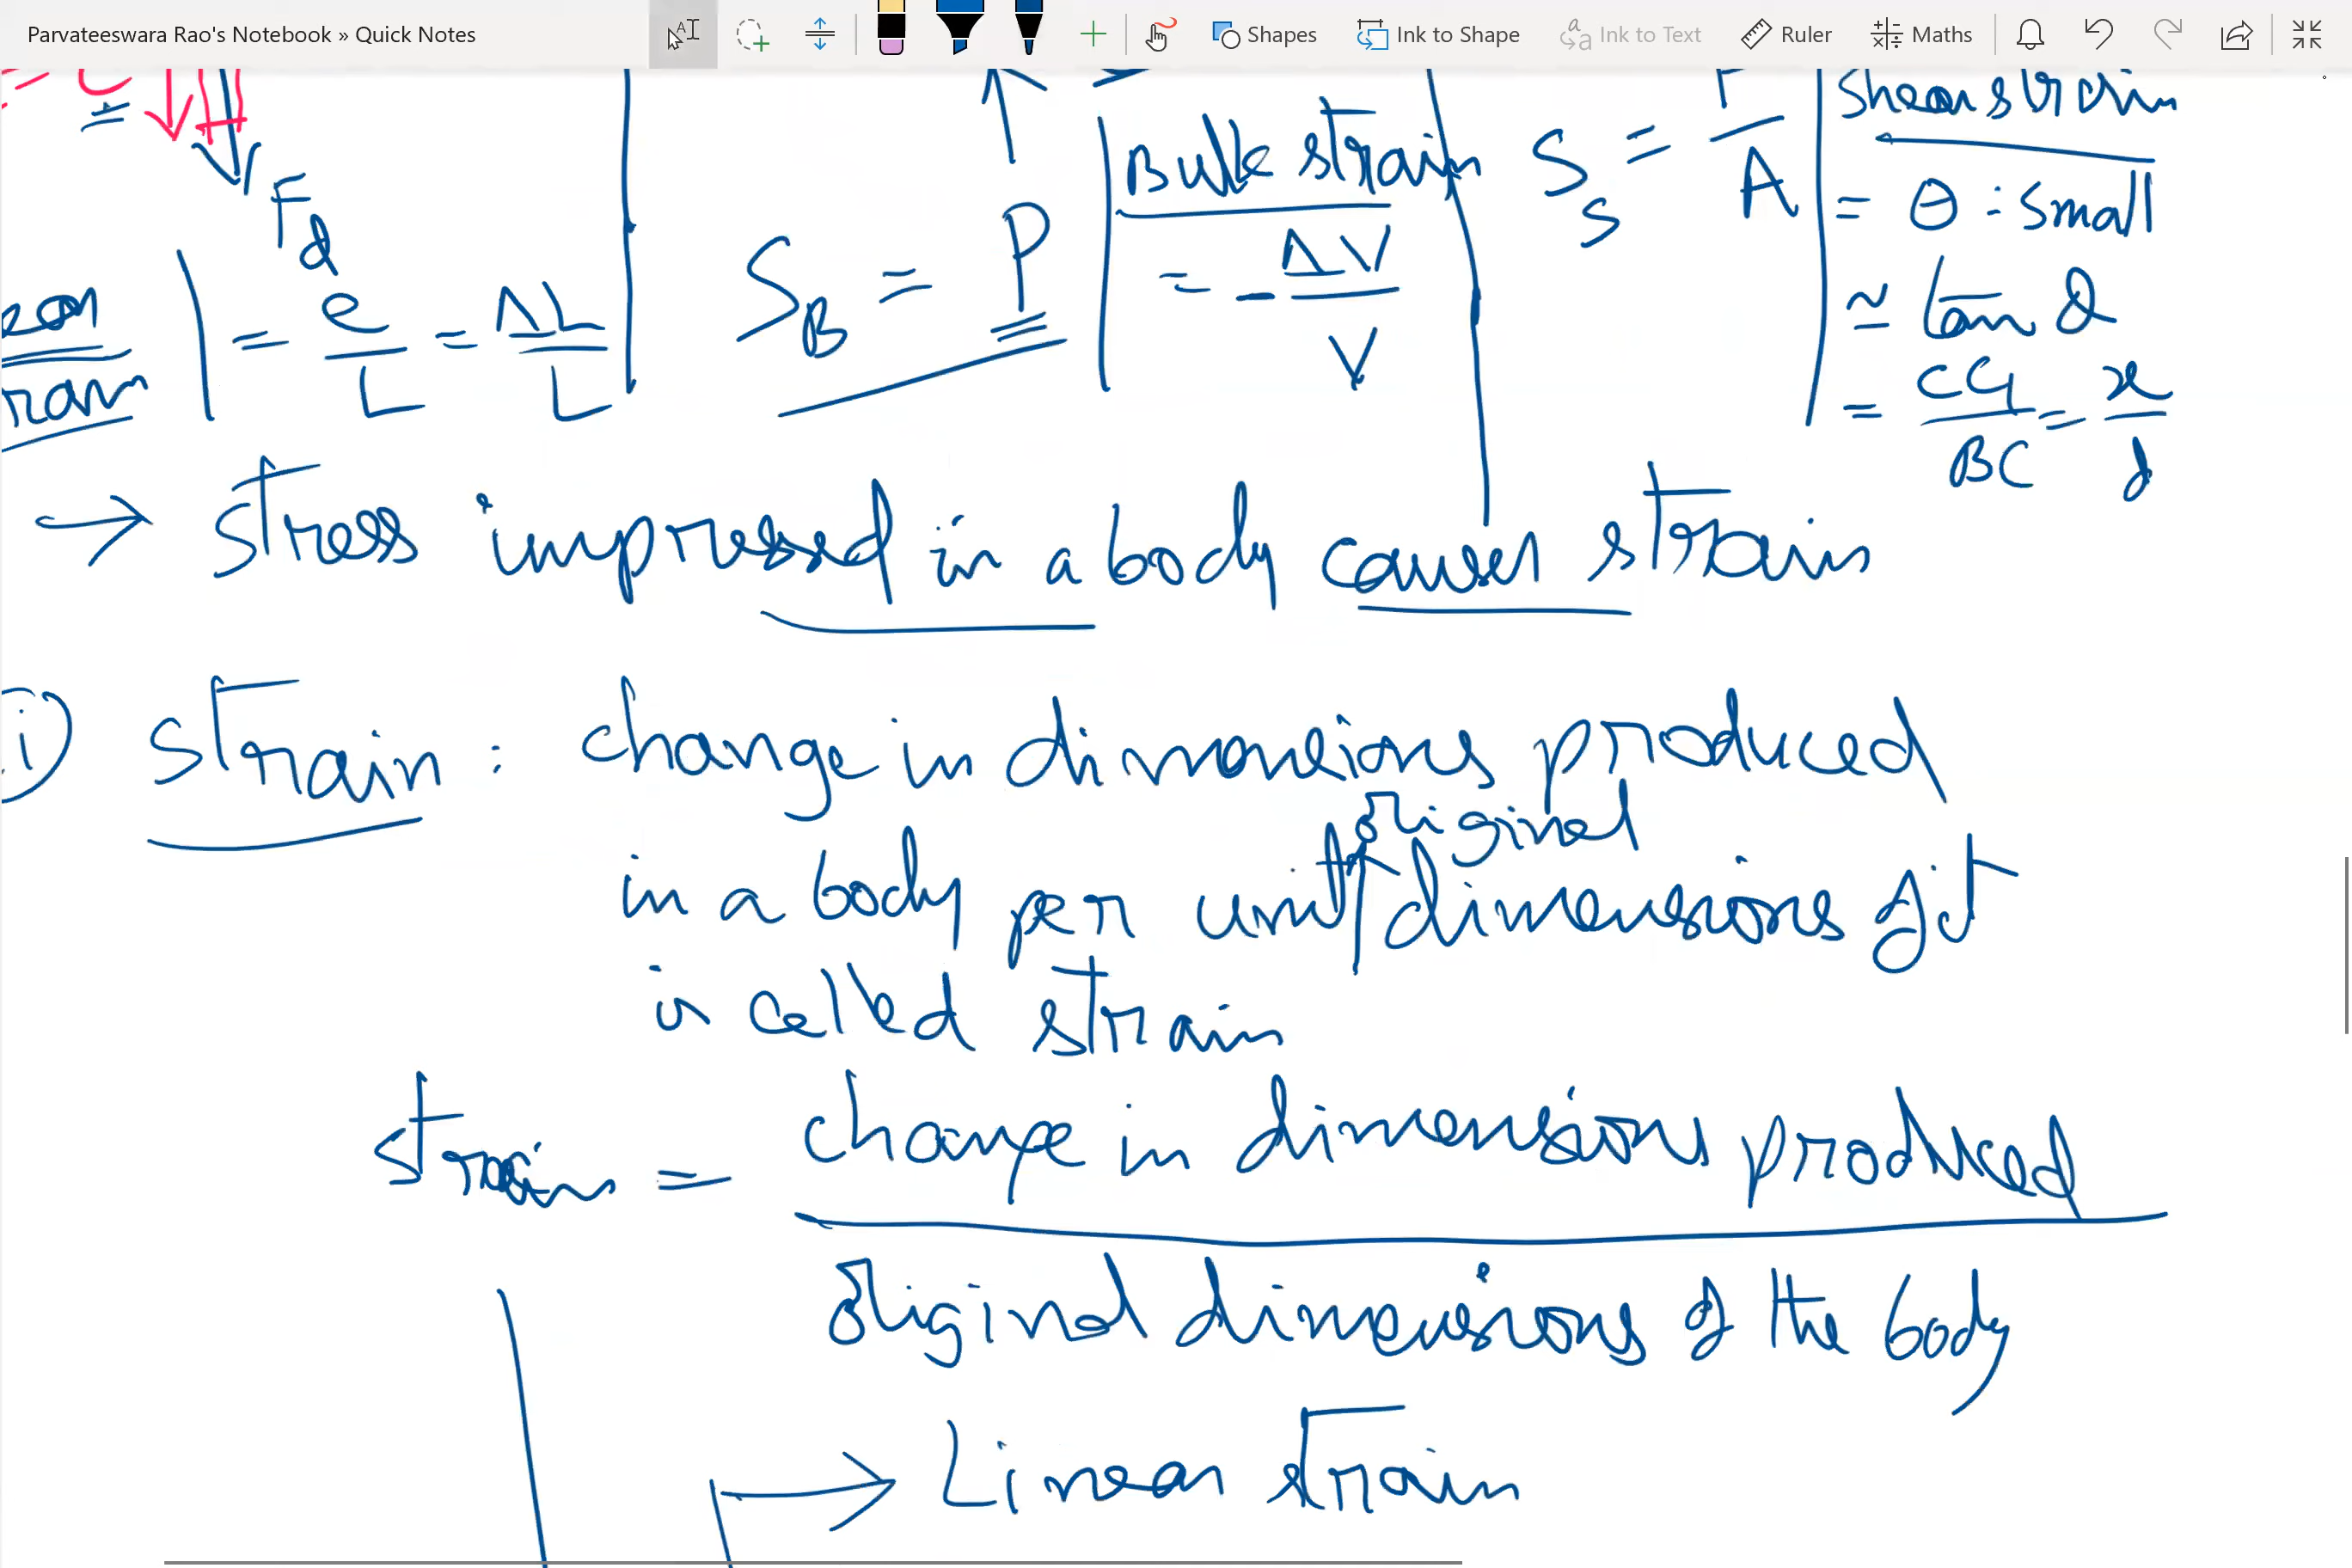 Parvateeswara Rao's Notebook » Quick Notes
Shapes Ink to Shape Ink to Text Ruler Maths
F_d
= e/L = ΔL/L
S_B = P
Bulk strain
= - ΔV/V
S_s = F/A
Shear strain
= θ : small
≃ tan θ
= CC₁/BC = x/d
→ Stress impressed in a body causes strain
i) Strain : change in dimensions produced
original
in a body per unit dimensions of it
is called strain
strain = change in dimensions produced
original dimensions of the body
→ Linear strain